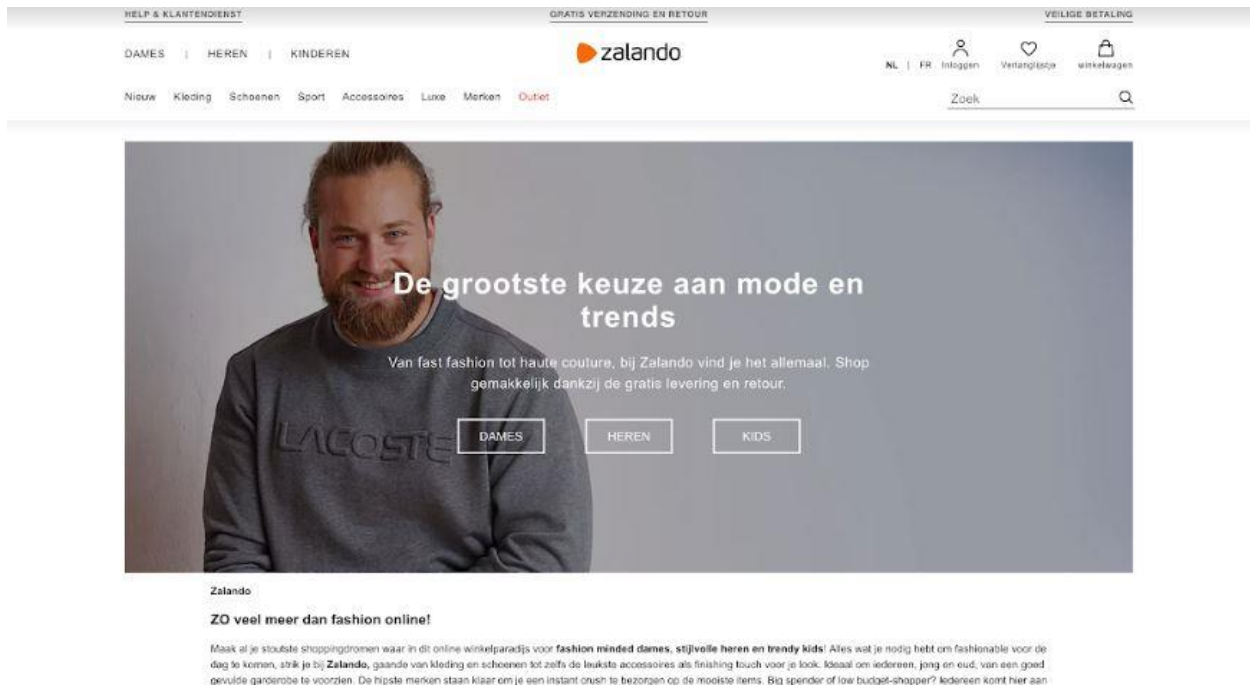 HELP & KLANTENDIENST
GRATIS VERZENDING EN RETOUR
VEILIGE BETALING
DAMES | HEREN | KINDEREN
zalando
NL | FR Inloggen Verlanglijstje winkelwagen
Nieuw Kleding Schoenen Sport Accessoires Luxe Merken Outlet
Zoek
De grootste keuze aan mode en
trends
Van fast fashion tot haute couture, bij Zalando vind je het allemaal. Shop
gemakkelijk dankzij de gratis levering en retour.
LACOSTE
DAMES HEREN KIDS
Zalando
ZO veel meer dan fashion online!
Maak al je stoutste shoppingdromen waar in dit online winkelparadijs voor fashion minded dames, stijlvolle heren en trendy kids! Alles wat je nodig hebt om fashionable voor de
dag te komen, strik je bij Zalando, gaande van kleding en schoenen tot zelfs de leukste accessoires als finishing touch voor je look. Ideaal om iedereen, jong en oud, van een goed
gevulde garderobe te voorzien. De hipste merken staan klaar om je een instant crush te bezorgen op de mooiste items. Big spender of low budget-shopper? Iedereen komt hier aan